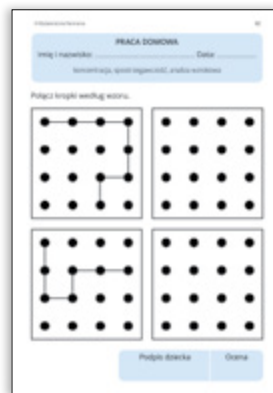 PRACA DOMOWA
Imię i nazwisko: Data:
koncentracja, spostrzegawczość, analiza wzrokowa
Połącz kropki według wzoru.
Podpis dziecka Ocena